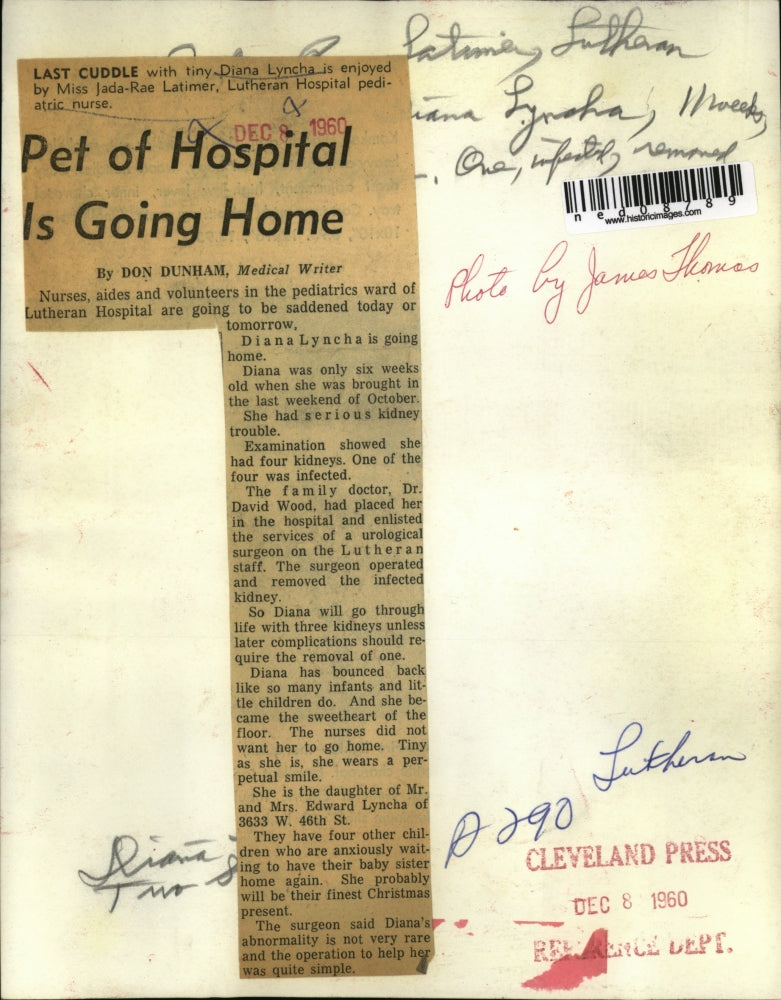 Latimer, Lutheran
Diana Lyncha, 11 weeks,
One, infected, removed
LAST CUDDLE with tiny Diana Lyncha is enjoyed
by Miss Jada-Rae Latimer, Lutheran Hospital pedi-
atric nurse.
DEC 8 1960
Pet of Hospital
Is Going Home
By DON DUNHAM, Medical Writer
Nurses, aides and volunteers in the pediatrics ward of
Lutheran Hospital are going to be saddened today or
tomorrow.
Diana Lyncha is going
home.
Diana was only six weeks
old when she was brought in
the last weekend of October.
She had serious kidney
trouble.
Examination showed she
had four kidneys. One of the
four was infected.
The family doctor, Dr.
David Wood, had placed her
in the hospital and enlisted
the services of a urological
surgeon on the Lutheran
staff. The surgeon operated
and removed the infected
kidney.
So Diana will go through
life with three kidneys unless
later complications should re-
quire the removal of one.
Diana has bounced back
like so many infants and lit-
tle children do. And she be-
came the sweetheart of the
floor. The nurses did not
want her to go home. Tiny
as she is, she wears a per-
petual smile.
She is the daughter of Mr.
and Mrs. Edward Lyncha of
3633 W. 46th St.
They have four other chil-
dren who are anxiously wait-
ing to have their baby sister
home again. She probably
will be their finest Christmas
present.
The surgeon said Diana's
abnormality is not very rare
and the operation to help her
was quite simple.
ned08789
www.historicimages.com
Photo by James Thomas
Diana
Two
Lutheran
A290
CLEVELAND PRESS
DEC 8 1960
REFERENCE DEPT.